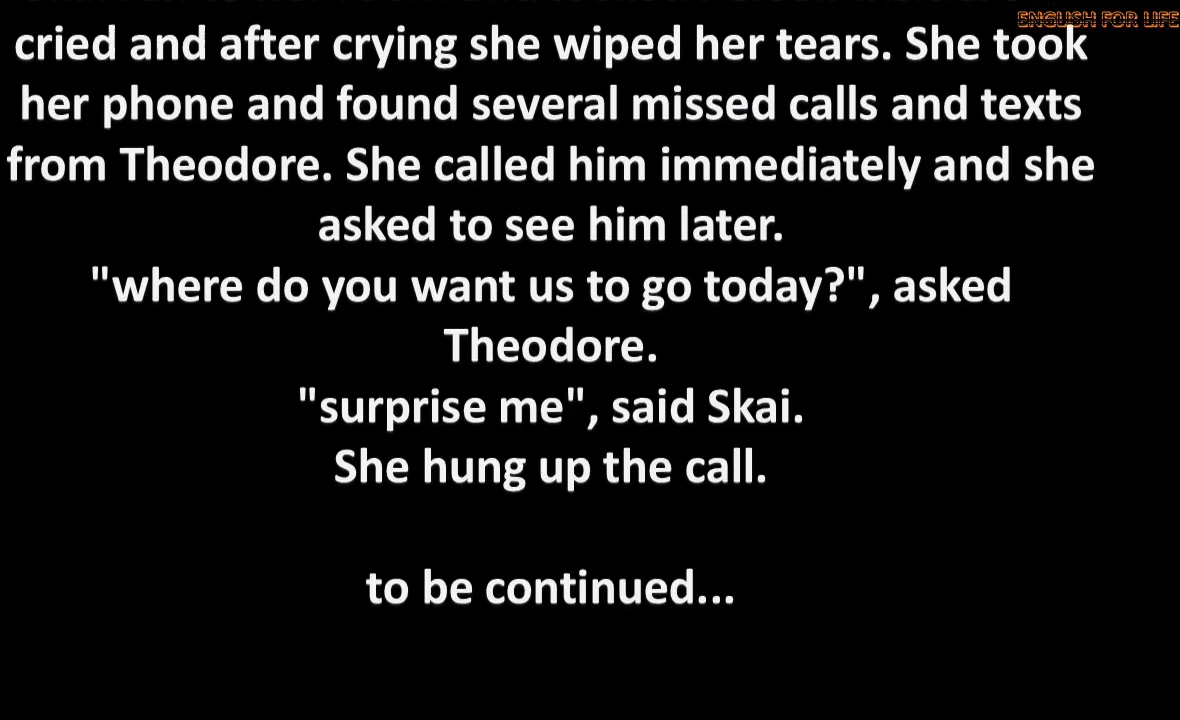 ENGLISH FOR LIFE
cried and after crying she wiped her tears. She took
her phone and found several missed calls and texts
from Theodore. She called him immediately and she
asked to see him later.
"where do you want us to go today?", asked
Theodore.
"surprise me", said Skai.
She hung up the call.
to be continued...